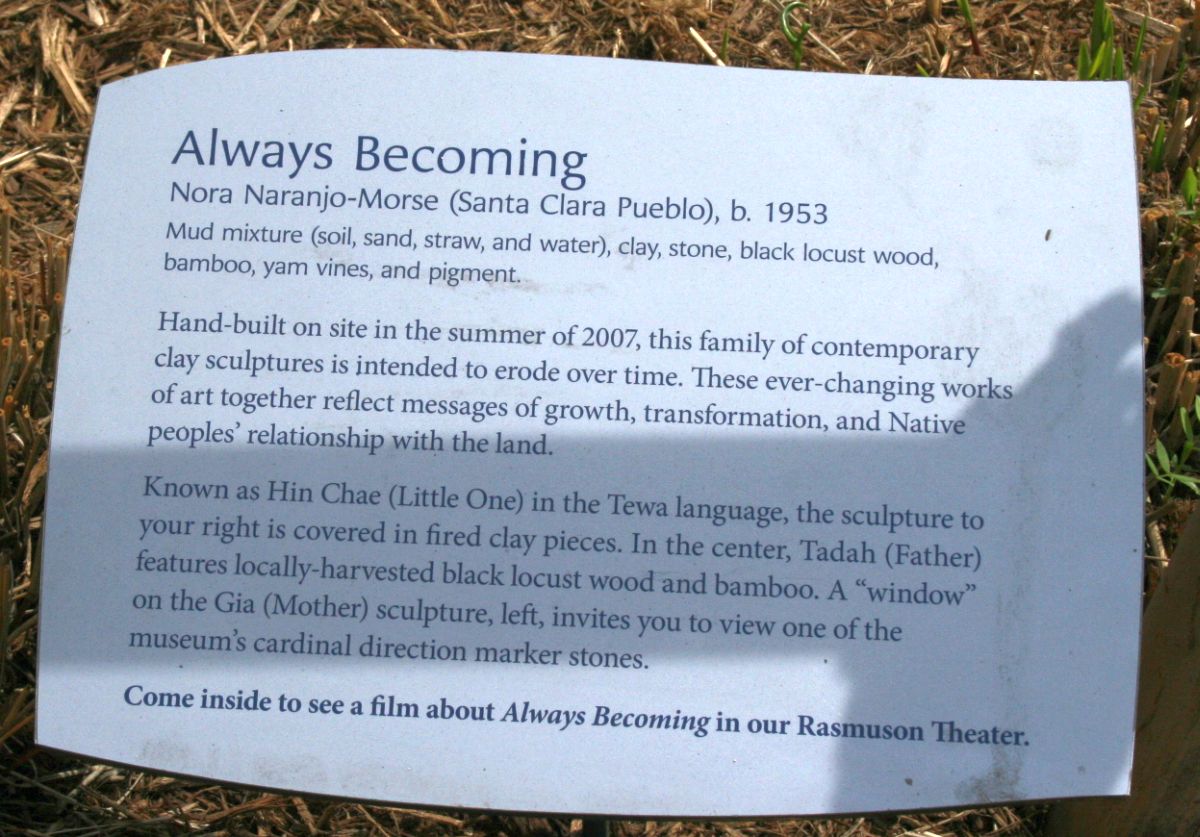 Always Becoming
Nora Naranjo-Morse (Santa Clara Pueblo), b. 1953
Mud mixture (soil, sand, straw, and water), clay, stone, black locust wood,
bamboo, yam vines, and pigment.
Hand-built on site in the summer of 2007, this family of contemporary
clay sculptures is intended to erode over time. These ever-changing works
of art together reflect messages of growth, transformation, and Native
peoples’ relationship with the land.
Known as Hin Chae (Little One) in the Tewa language, the sculpture to
your right is covered in fired clay pieces. In the center, Tadah (Father)
features locally-harvested black locust wood and bamboo. A “window”
on the Gia (Mother) sculpture, left, invites you to view one of the
museum’s cardinal direction marker stones.
Come inside to see a film about Always Becoming in our Rasmuson Theater.